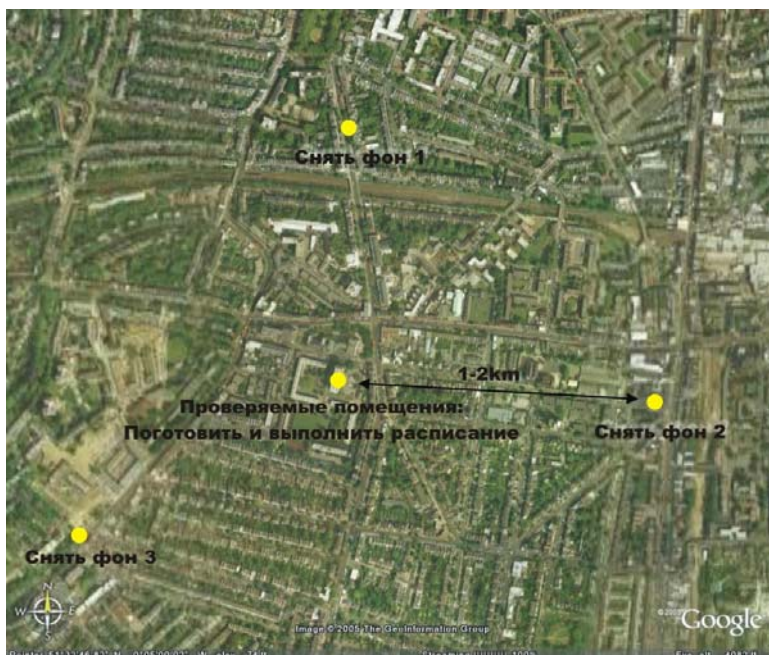 Снять фон 1
1-2km
Проверяемые помещения:
Поготовить и выполнить расписание
Снять фон 2
Снять фон 3
N
W E
S
Image © 2005 The GeoInformation Group
© 2005 Google